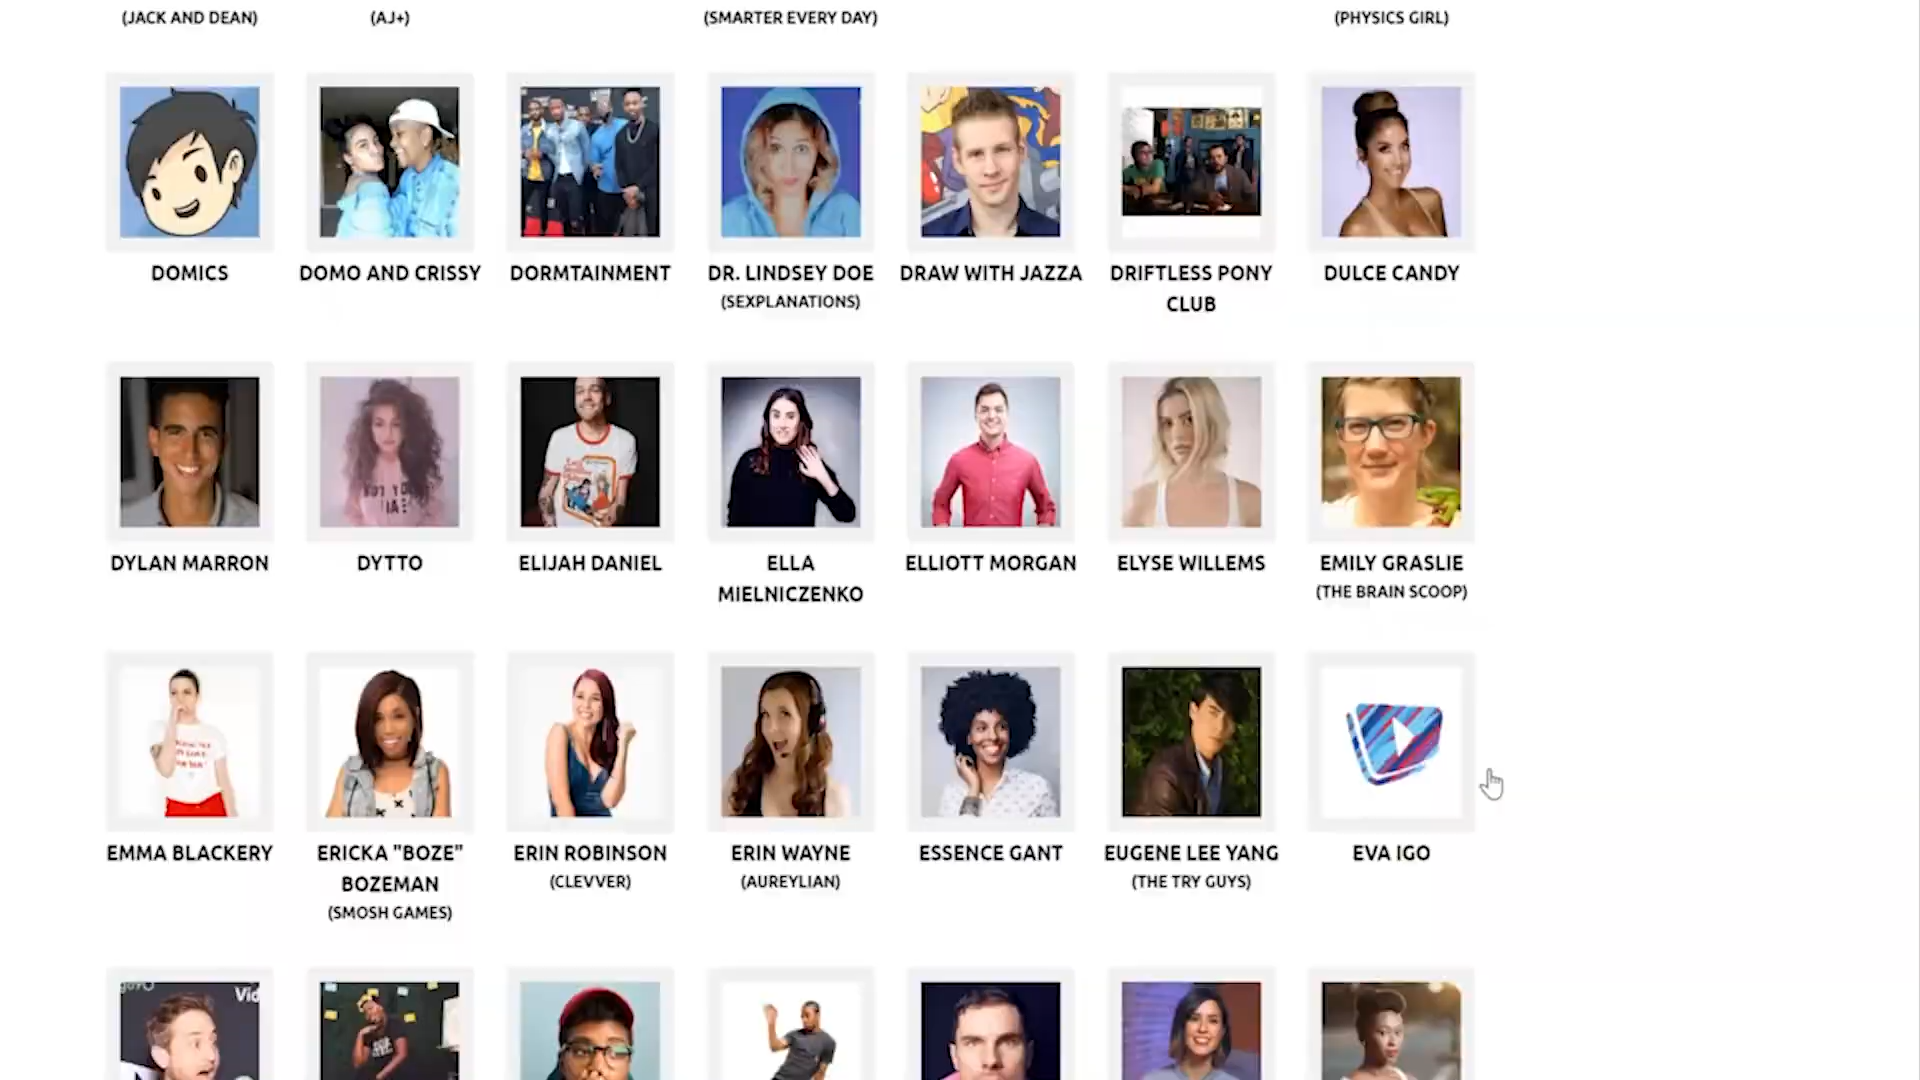 (JACK AND DEAN) (AJ+) (SMARTER EVERY DAY) (PHYSICS GIRL)
DOMICS DOMO AND CRISSY DORMTAINMENT DR. LINDSEY DOE DRAW WITH JAZZA DRIFTLESS PONY DULCE CANDY
(SEXPLANATIONS) CLUB
DYLAN MARRON DYTTO ELIJAH DANIEL ELLA ELLIOTT MORGAN ELYSE WILLEMS EMILY GRASLIE
MIELNICZENKO (THE BRAIN SCOOP)
EMMA BLACKERY ERICKA "BOZE" ERIN ROBINSON ERIN WAYNE ESSENCE GANT EUGENE LEE YANG EVA IGO
BOZEMAN (CLEVVER) (AUREYLIAN) (THE TRY GUYS)
(SMOSH GAMES)
Vid